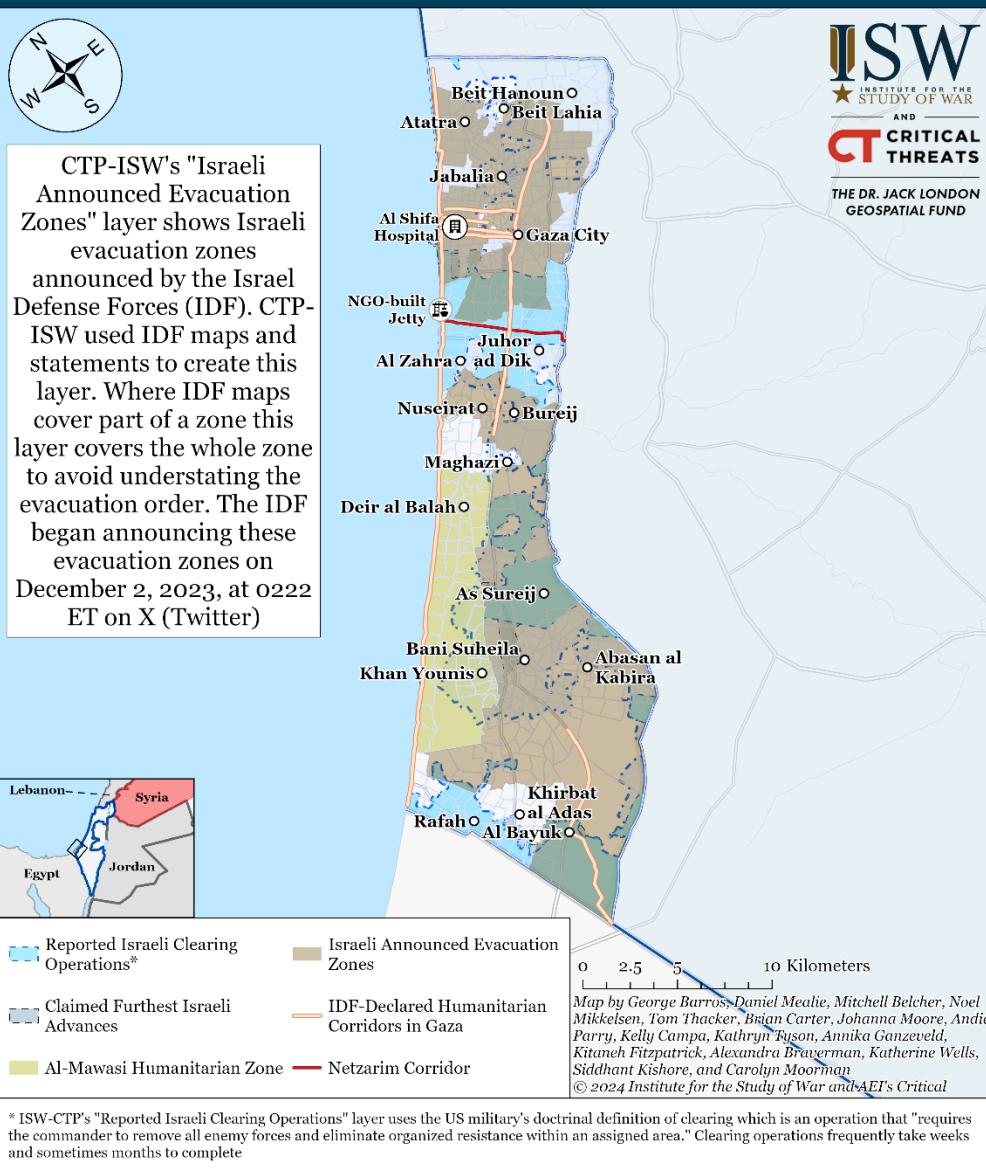 N
E
W
S
ISW
INSTITUTE FOR THE
STUDY OF WAR
AND
CT CRITICAL
THREATS
THE DR. JACK LONDON
GEOSPATIAL FUND
CTP-ISW's "Israeli
Announced Evacuation
Zones" layer shows Israeli
evacuation zones
announced by the Israel
Defense Forces (IDF). CTP-
ISW used IDF maps and
statements to create this
layer. Where IDF maps
cover part of a zone this
layer covers the whole zone
to avoid understating the
evacuation order. The IDF
began announcing these
evacuation zones on
December 2, 2023, at 0222
ET on X (Twitter)
Beit Hanoun
Beit Lahia
Atatra
Jabalia
Al Shifa
Hospital
Gaza City
NGO-built
Jetty
Juhor
ad Dik
Al Zahra
Nuseirat
Bureij
Maghazi
Deir al Balah
As Sureij
Bani Suheila
Abasan al
Kabira
Khan Younis
Khirbat
al Adas
Rafah
Al Bayuk
Lebanon
Syria
Egypt
Jordan
Reported Israeli Clearing
Operations*
Claimed Furthest Israeli
Advances
Al-Mawasi Humanitarian Zone
Israeli Announced Evacuation
Zones
IDF-Declared Humanitarian
Corridors in Gaza
Netzarim Corridor
0 2.5 5 10 Kilometers
Map by George Barros, Daniel Mealie, Mitchell Belcher, Noel
Mikkelsen, Tom Thacker, Brian Carter, Johanna Moore, Andie
Parry, Kelly Campa, Kathryn Tyson, Annika Ganzeveld,
Kitaneh Fitzpatrick, Alexandra Braverman, Katherine Wells,
Siddhant Kishore, and Carolyn Moorman
© 2024 Institute for the Study of War and AEI's Critical
* ISW-CTP's "Reported Israeli Clearing Operations" layer uses the US military's doctrinal definition of clearing which is an operation that "requires
the commander to remove all enemy forces and eliminate organized resistance within an assigned area." Clearing operations frequently take weeks
and sometimes months to complete